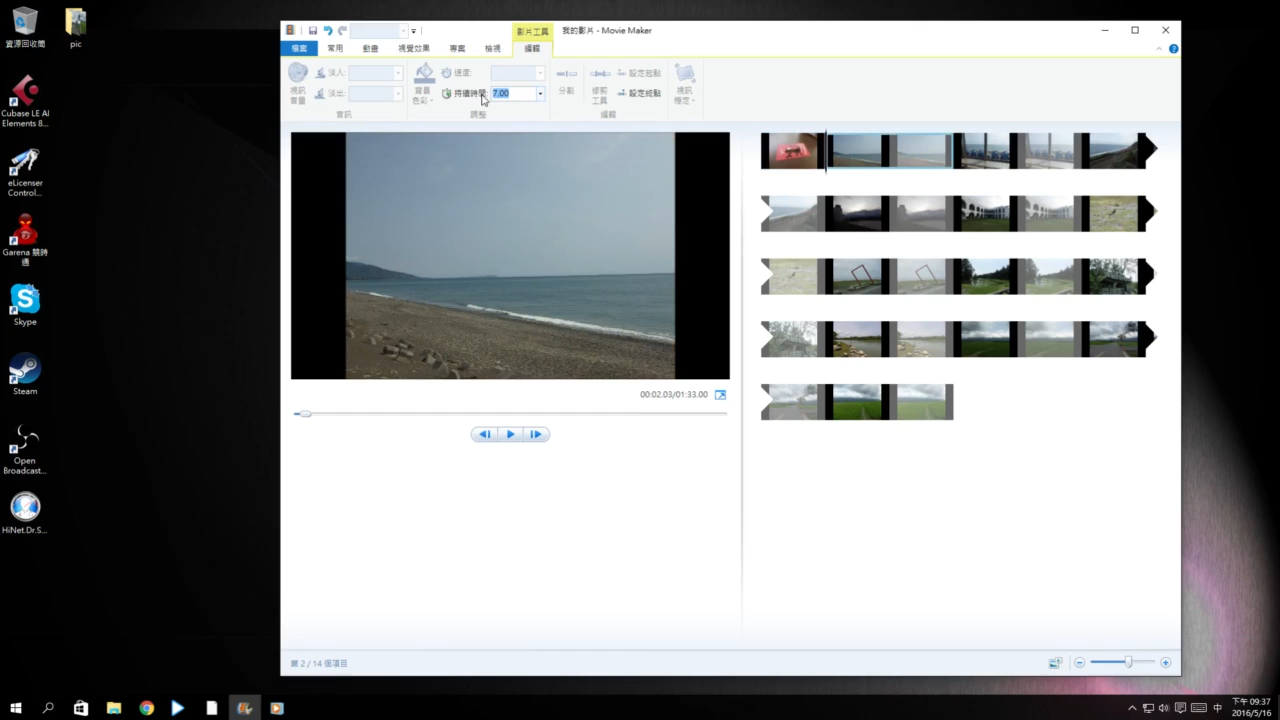 資源回收筒
pic
Cubase LE AI
Elements 8...
eLicenser
Control...
Garena 競時
通
Skype
Steam
Open
Broadcast...
HiNet.Dr.S...
影片工具
我的影片 - Movie Maker
檔案
常用
動畫
視覺效果
專案
檢視
編輯
視訊
音量
淡入:
淡出:
音訊
背景
色彩
速度:
持續時間:
7.00
調整
分割
修剪
工具
設定起點
設定終點
編輯
視訊
穩定
00:02.03/01:33.00
第 2 / 14 個項目
中
下午 09:37
2016/5/16